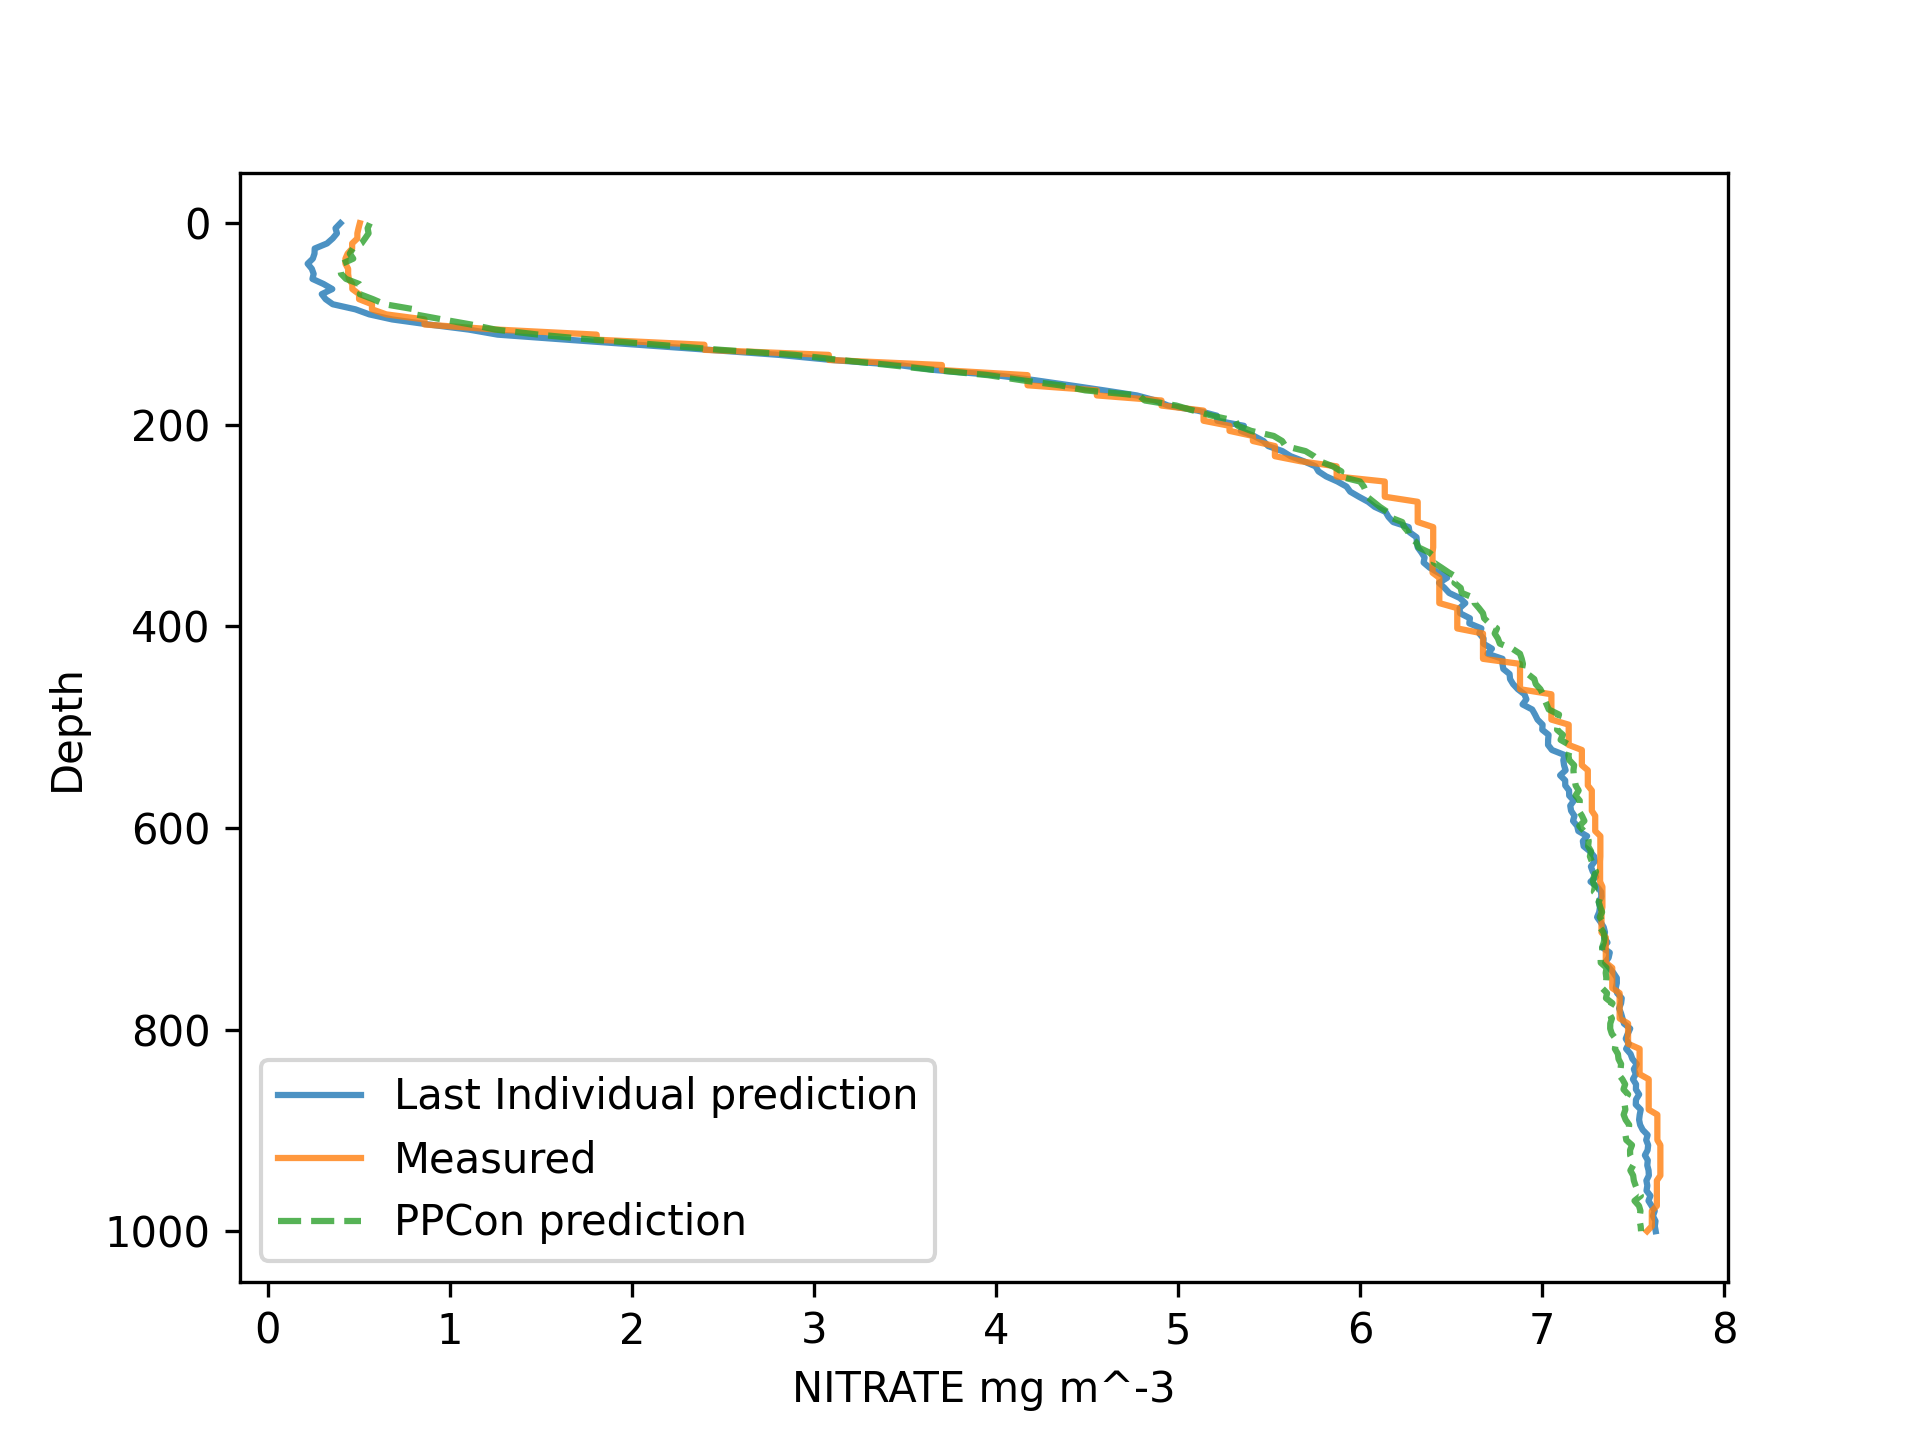 0
200
400
600
800
1000
Depth
Last Individual prediction
Measured
PPCon prediction
0 1 2 3 4 5 6 7 8
NITRATE mg m^-3